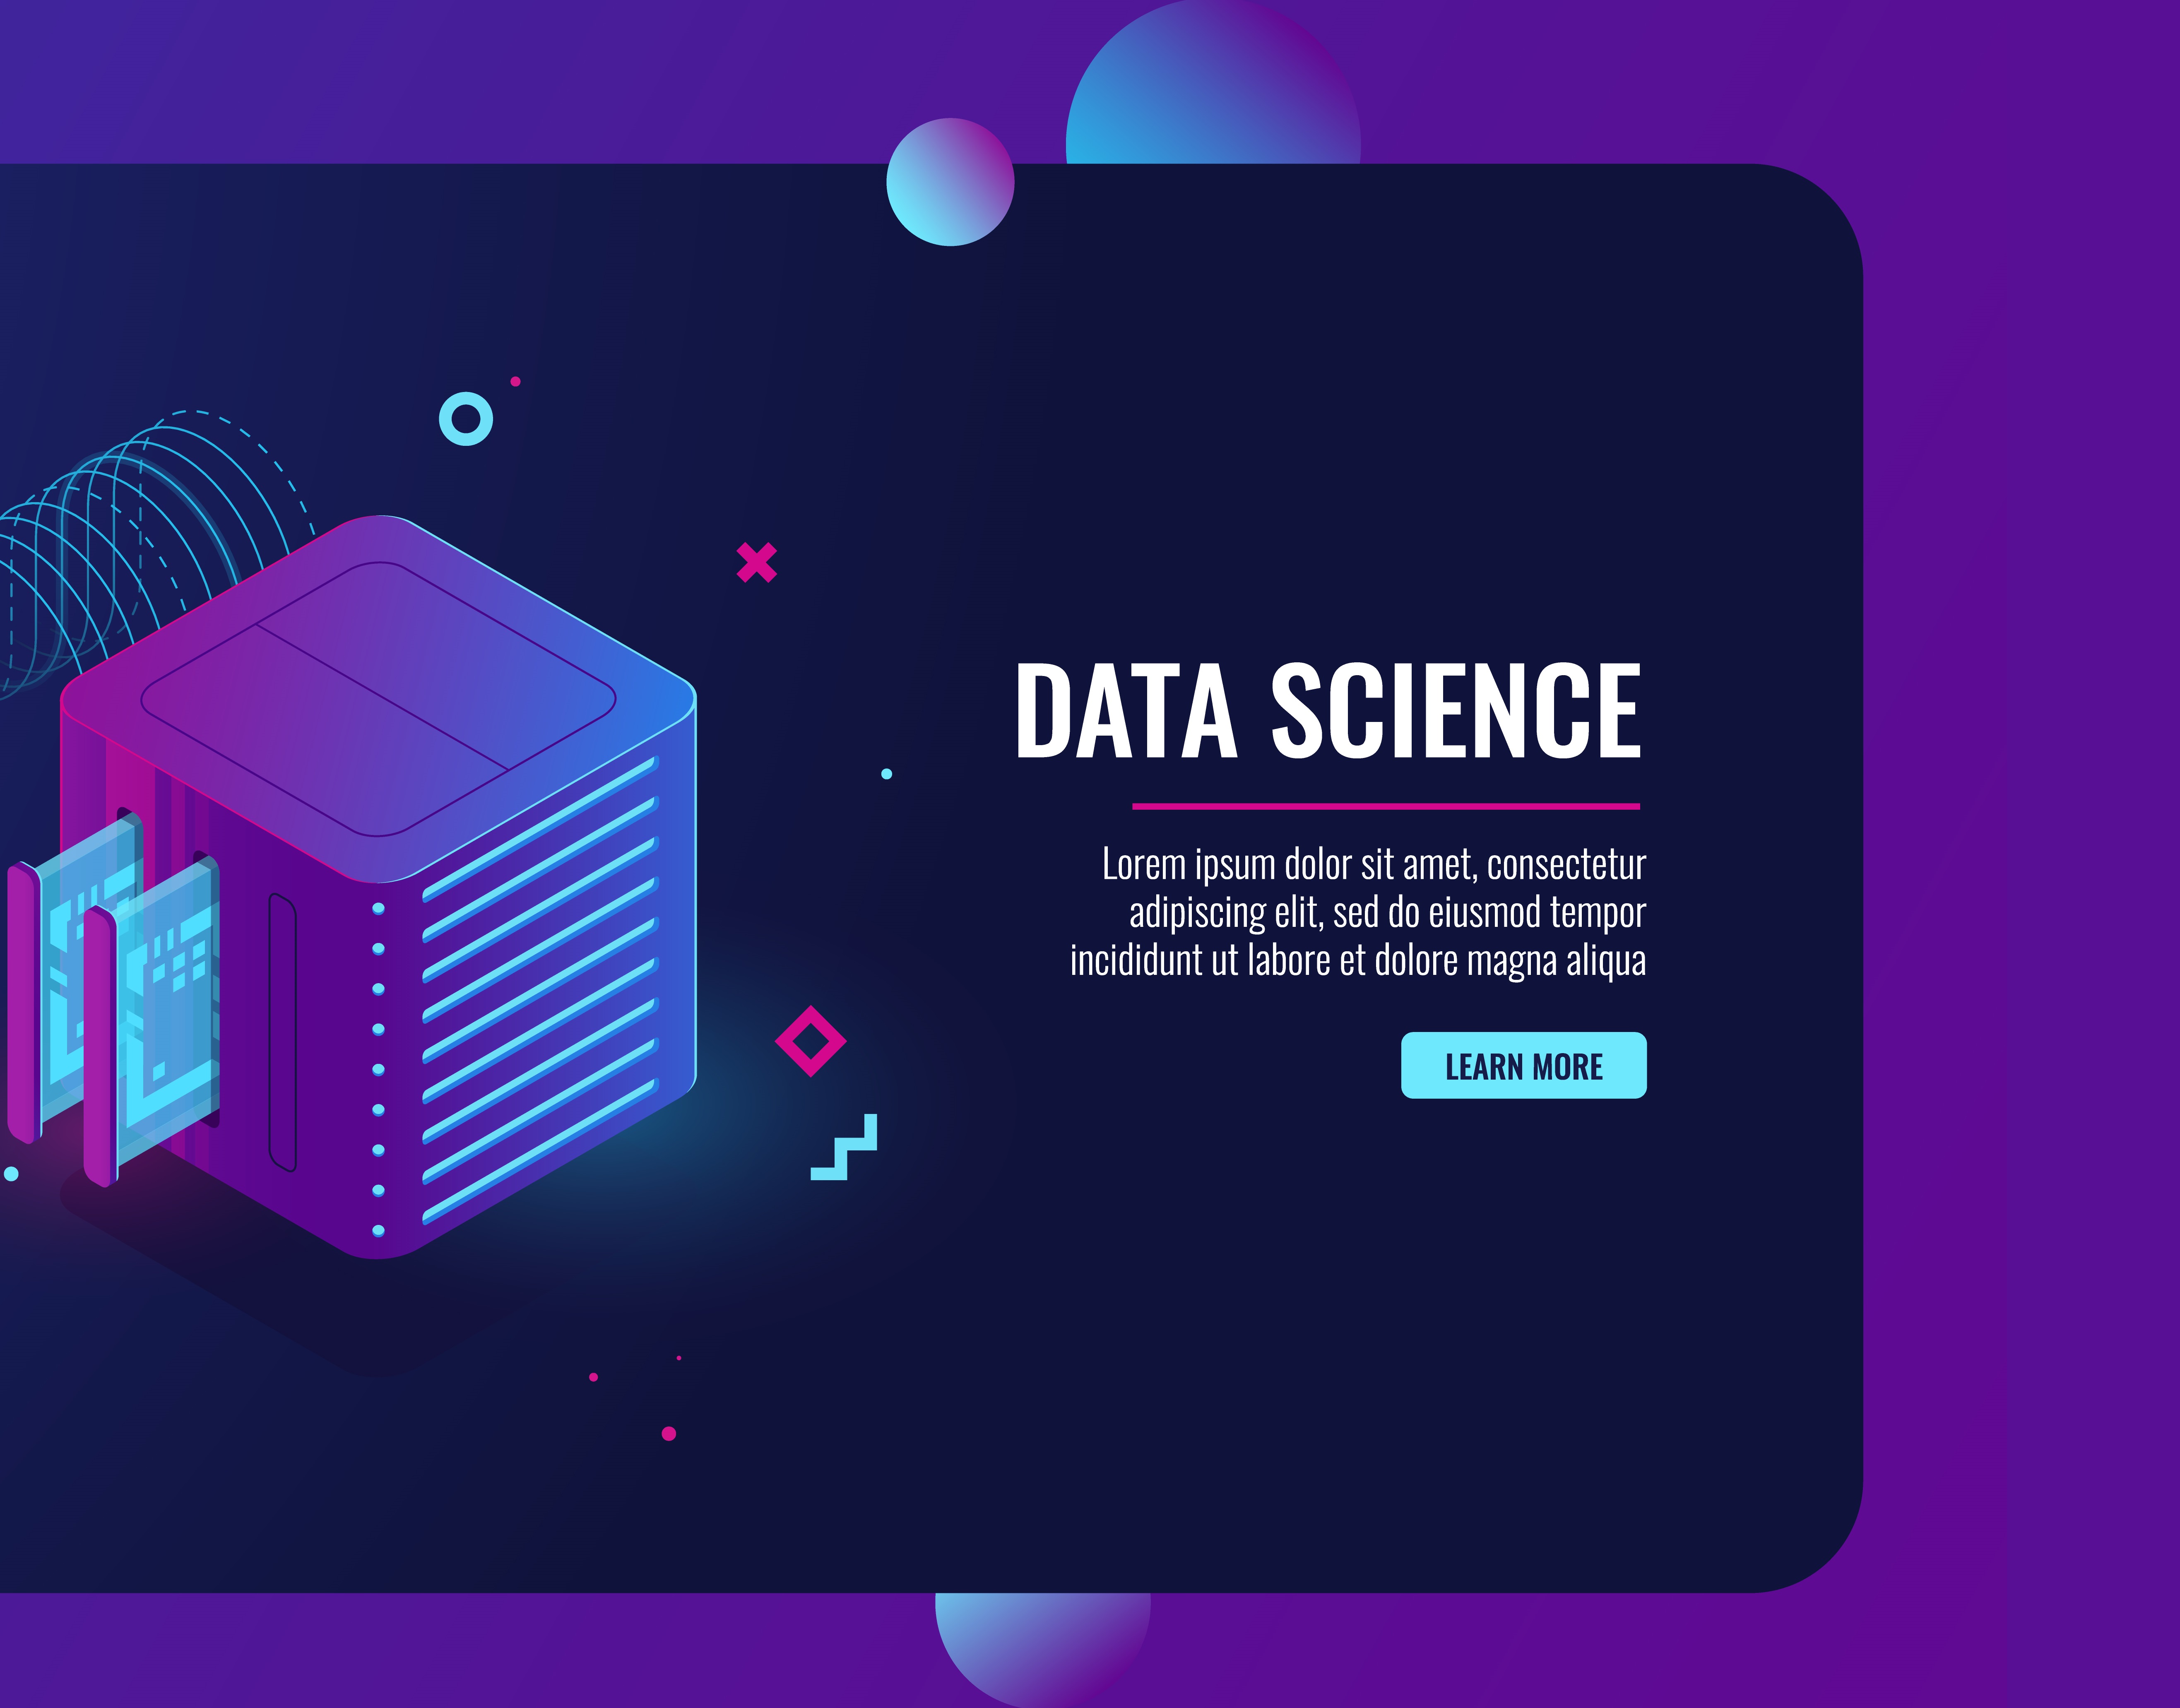 DATA SCIENCE
Lorem ipsum dolor sit amet, consectetur
adipiscing elit, sed do eiusmod tempor
incididunt ut labore et dolore magna aliqua
LEARN MORE